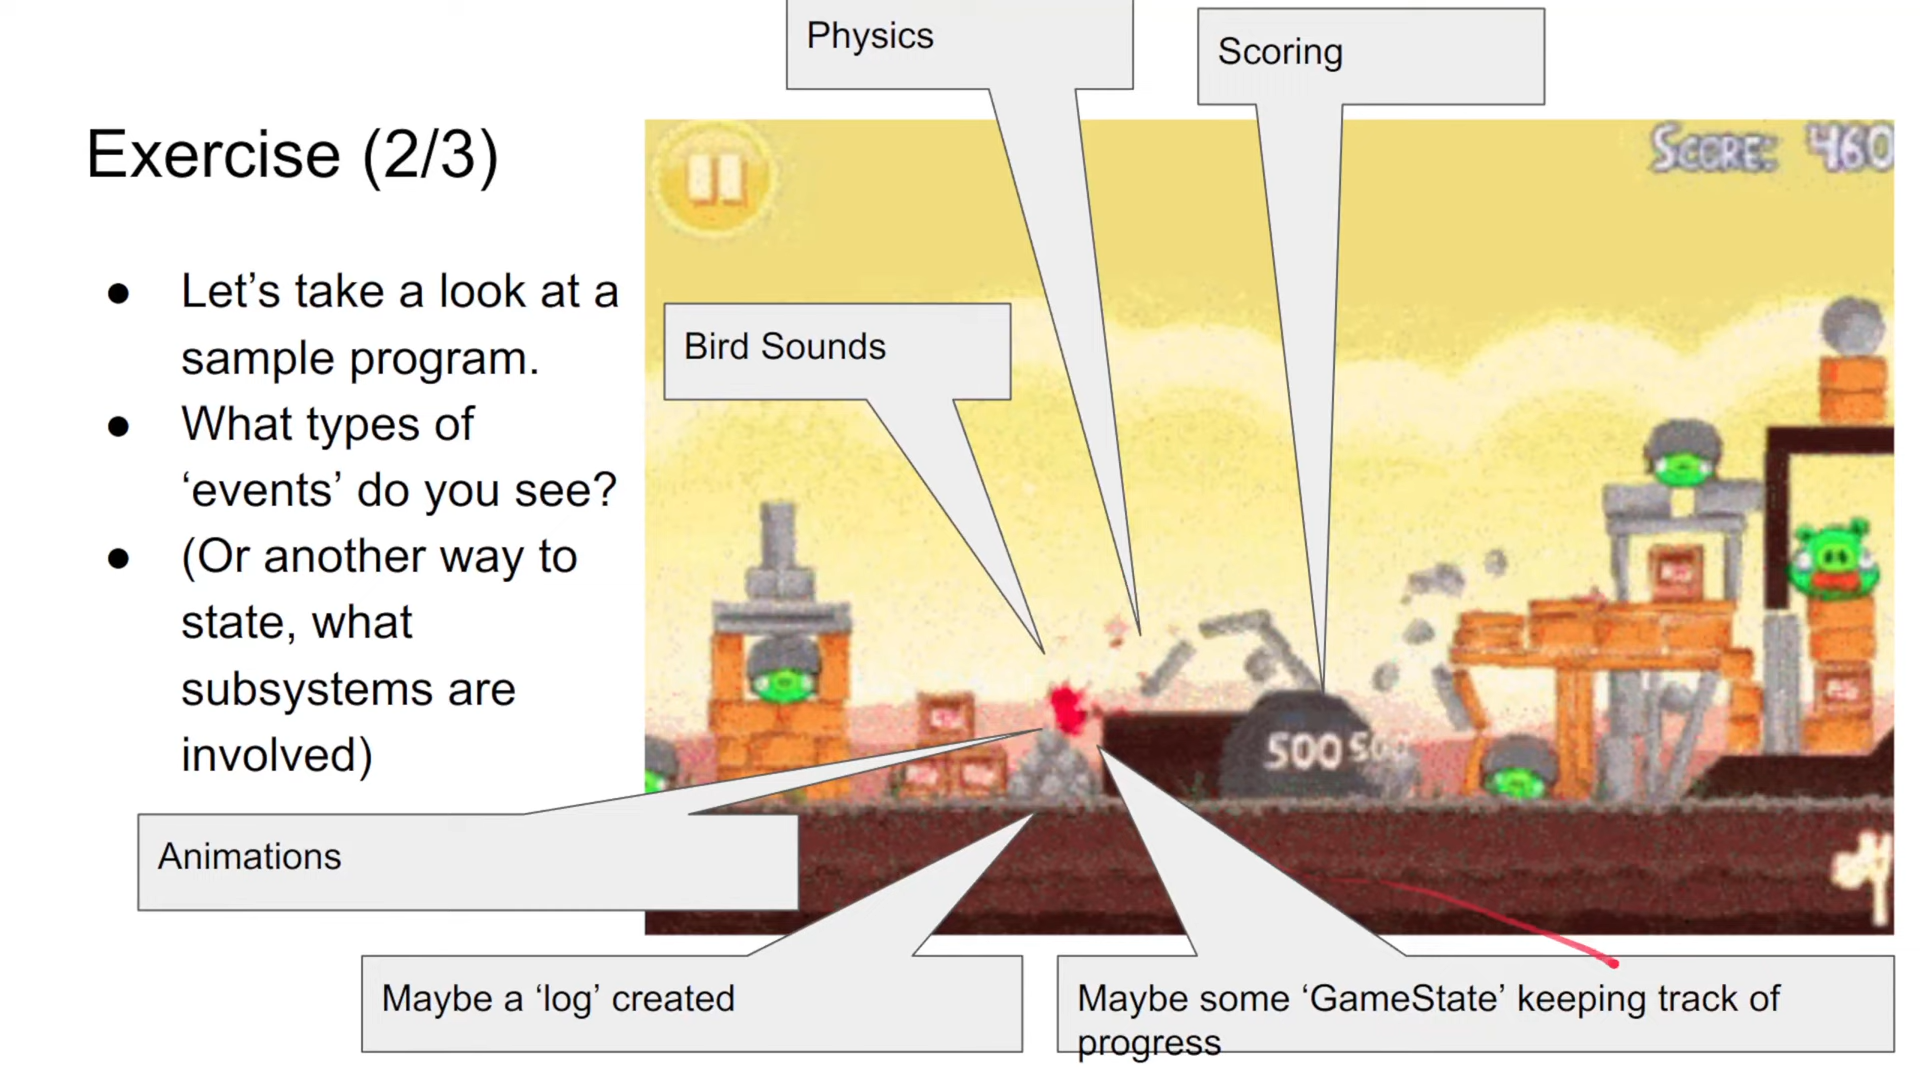 Physics
Scoring
Exercise (2/3)
SCORE: 460
● Let’s take a look at a
sample program.
Bird Sounds
● What types of
‘events’ do you see?
● (Or another way to
state, what
subsystems are
involved)
500 500
Animations
Maybe a ‘log’ created
Maybe some ‘GameState’ keeping track of
progress